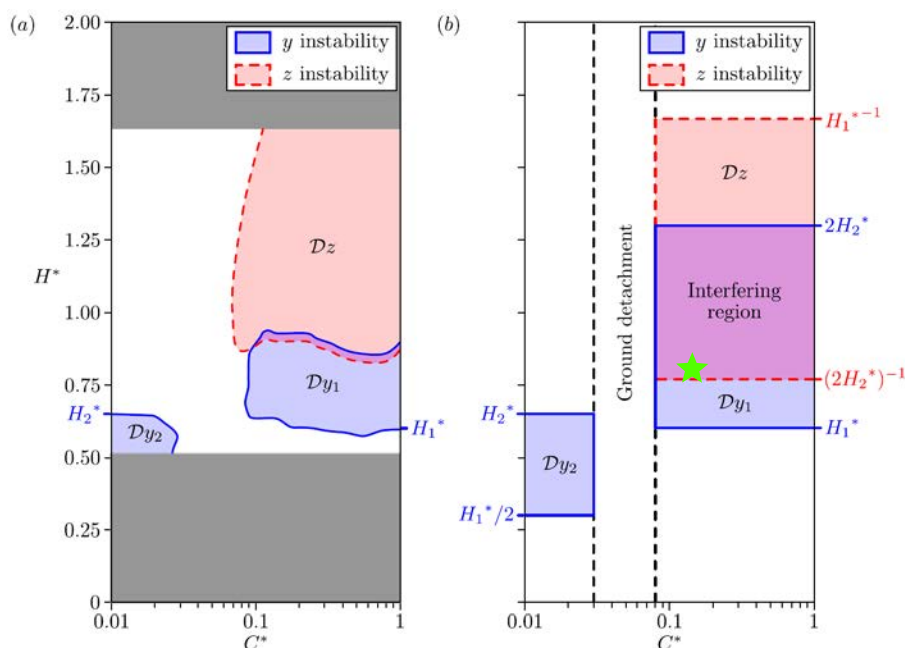 (a)
2.00
1.75
1.50
1.25
1.00
0.75
0.50
0.25
0
H*
y instability
z instability
𝒟z
𝒟y₁
H₂*
𝒟y₂
H₁*
0.01
0.1
1
C*
(b)
y instability
z instability
Ground detachment
H₁*⁻¹
𝒟z
2H₂*
Interfering
region
(2H₂*)⁻¹
𝒟y₁
H₁*
H₂*
𝒟y₂
H₁*/2
0.01
0.1
1
C*